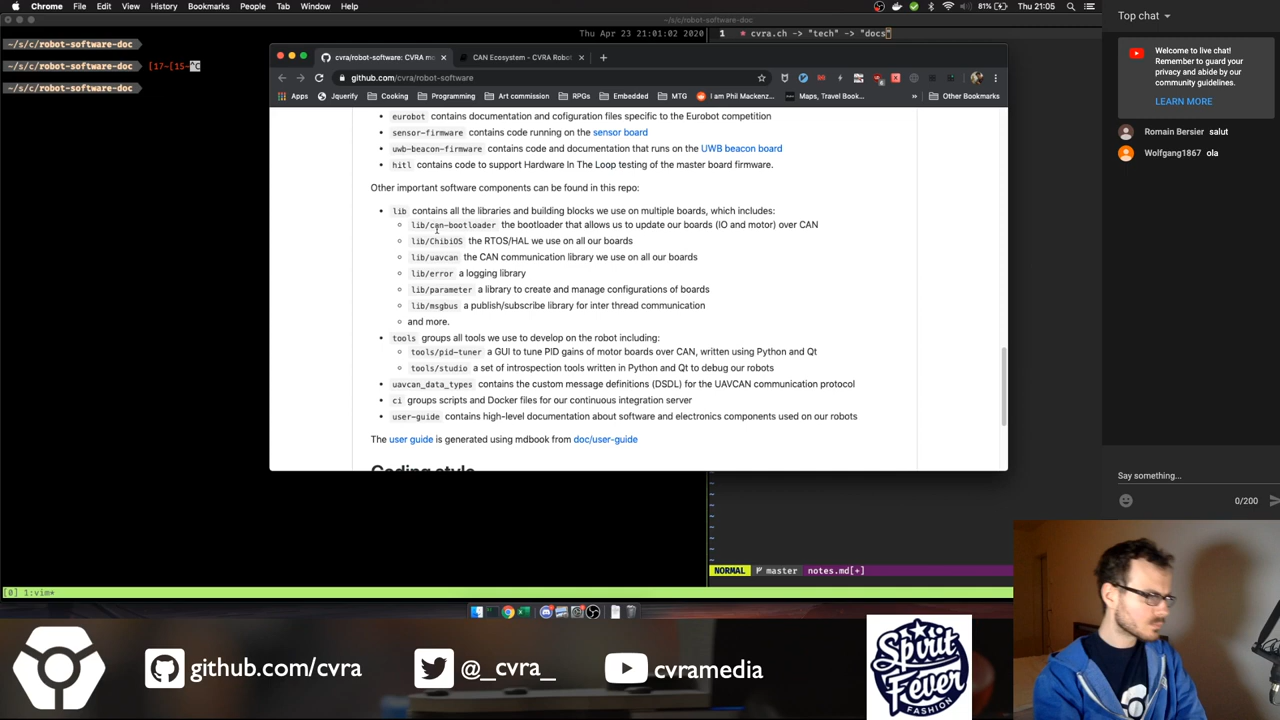 Chrome File Edit View History Bookmarks People Tab Window Help 81% Thu 21:05
~/s/c/robot-software-doc
Thu Apr 23 21:01:02 2020
1 * cvra.ch -> "tech" -> "docs"
~/s/c/robot-software-doc
~/s/c/robot-software-doc [17~[15~^C
~/s/c/robot-software-doc
cvra/robot-software: CVRA m
CAN Ecosystem - CVRA Robot
github.com/cvra/robot-software
Apps Jquerify Cooking Programming Art commission RPGs Embedded MTG I am Phil Mackenz... Maps, Travel Book... » Other Bookmarks
eurobot contains documentation and cofiguration files specific to the Eurobot competition
sensor-firmware contains code running on the sensor board
uwb-beacon-firmware contains code and documentation that runs on the UWB beacon board
hitl contains code to support Hardware In The Loop testing of the master board firmware.
Other important software components can be found in this repo:
lib contains all the libraries and building blocks we use on multiple boards, which includes:
lib/can-bootloader the bootloader that allows us to update our boards (IO and motor) over CAN
lib/ChibiOS the RTOS/HAL we use on all our boards
lib/uavcan the CAN communication library we use on all our boards
lib/error a logging library
lib/parameter a library to create and manage configurations of boards
lib/msgbus a publish/subscribe library for inter thread communication
and more.
tools groups all tools we use to develop on the robot including:
tools/pid-tuner a GUI to tune PID gains of motor boards over CAN, written using Python and Qt
tools/studio a set of introspection tools written in Python and Qt to debug our robots
uavcan_data_types contains the custom message definitions (DSDL) for the UAVCAN communication protocol
ci groups scripts and Docker files for our continuous integration server
user-guide contains high-level documentation about software and electronics components used on our robots
The user guide is generated using mdbook from doc/user-guide
Coding style
NORMAL master notes.md[+]
[0] 1:vim*
Top chat
Welcome to live chat!
Remember to guard your
privacy and abide by our
community guidelines.
LEARN MORE
Romain Bersier salut
Wolfgang1867 ola
Say something...
0/200
github.com/cvra
@_cvra_
cvramedia
Spirit
Fever
FASHION